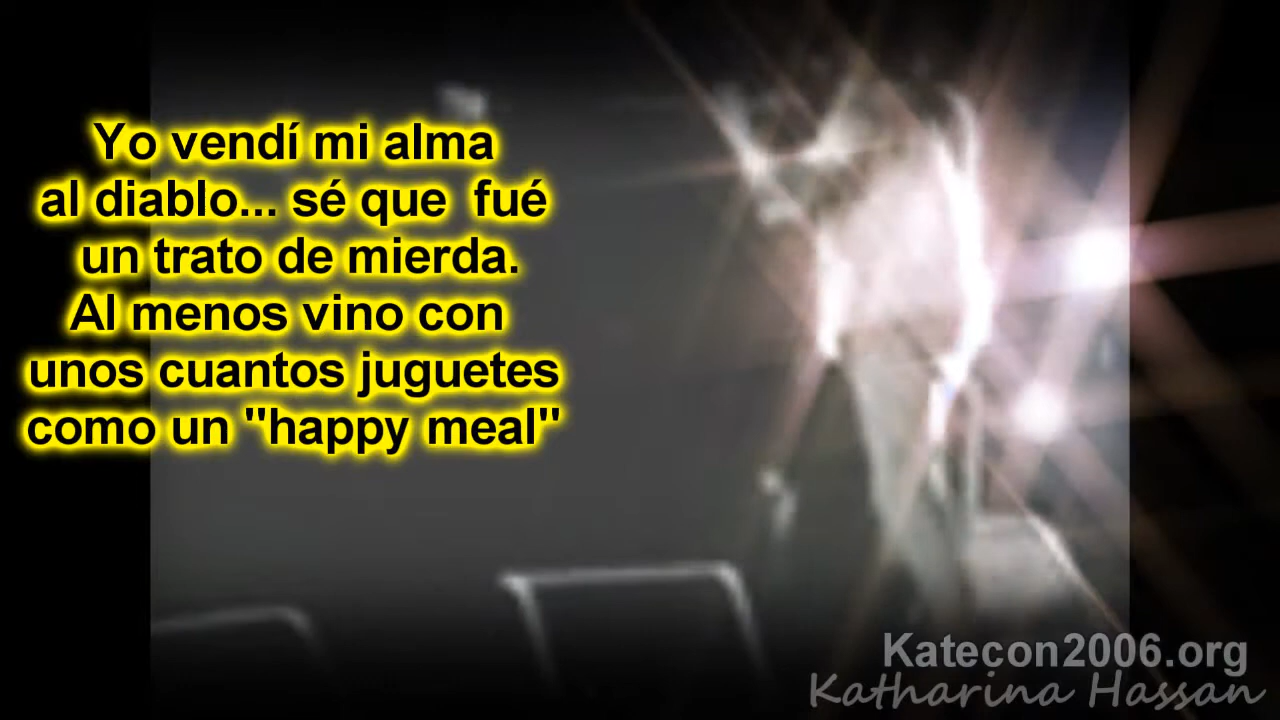 Yo vendí mi alma
al diablo... sé que  fué
un trato de mierda.
Al menos vino con
unos cuantos juguetes
como un "happy meal"
Katecon2006.org
Katharina Hassan